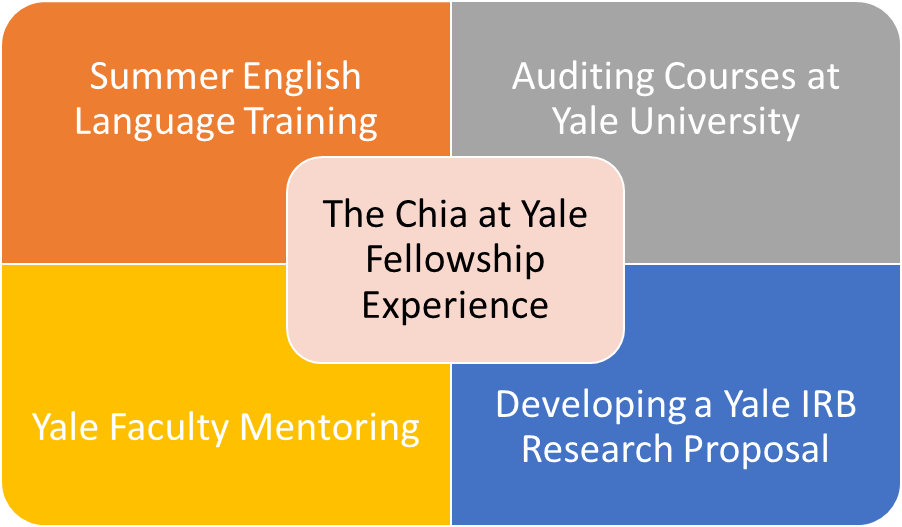 Summer English
Language Training
Auditing Courses at
Yale University
The Chia at Yale
Fellowship
Experience
Yale Faculty Mentoring
Developing a Yale IRB
Research Proposal